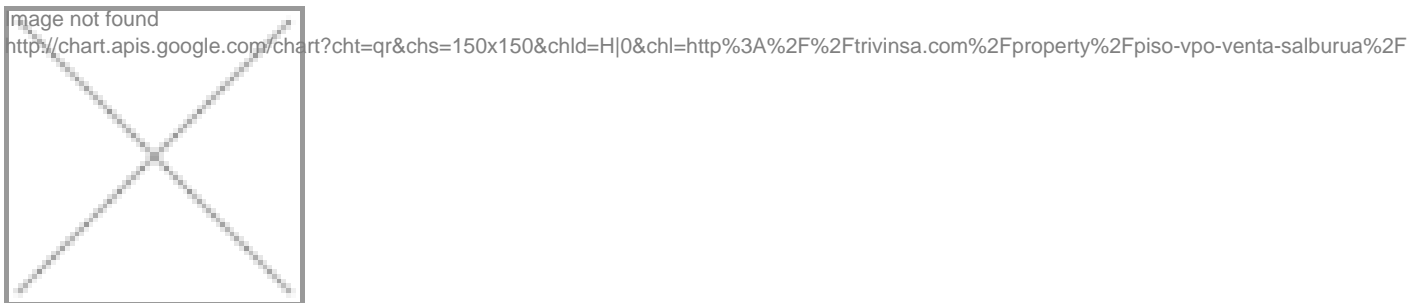 Image not found
http://chart.apis.google.com/chart?cht=qr&chs=150x150&chld=H|0&chl=http%3A%2F%2Ftrivinsa.com%2Fproperty%2Fpiso-vpo-venta-salburua%2F